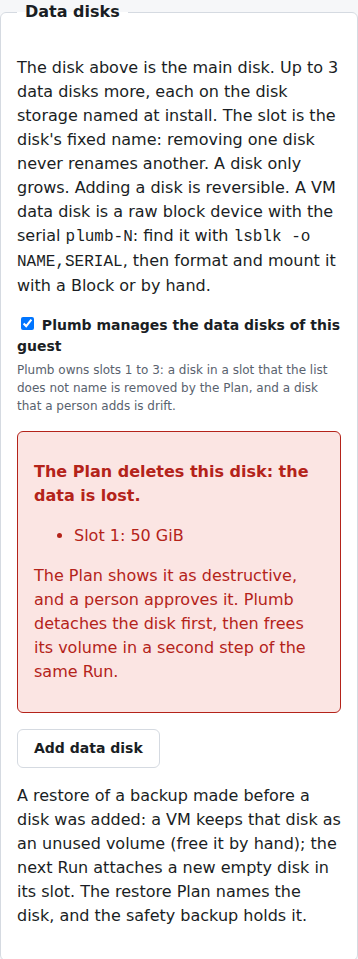 Data disks
The disk above is the main disk. Up to 3
data disks more, each on the disk
storage named at install. The slot is the
disk's fixed name: removing one disk
never renames another. A disk only
grows. Adding a disk is reversible. A VM
data disk is a raw block device with the
serial plumb-N: find it with lsblk -o
NAME,SERIAL, then format and mount it
with a Block or by hand.
Plumb manages the data disks of this
guest
Plumb owns slots 1 to 3: a disk in a slot that the list
does not name is removed by the Plan, and a disk
that a person adds is drift.
The Plan deletes this disk: the
data is lost.
• Slot 1: 50 GiB
The Plan shows it as destructive,
and a person approves it. Plumb
detaches the disk first, then frees
its volume in a second step of the
same Run.
Add data disk
A restore of a backup made before a
disk was added: a VM keeps that disk as
an unused volume (free it by hand); the
next Run attaches a new empty disk in
its slot. The restore Plan names the
disk, and the safety backup holds it.